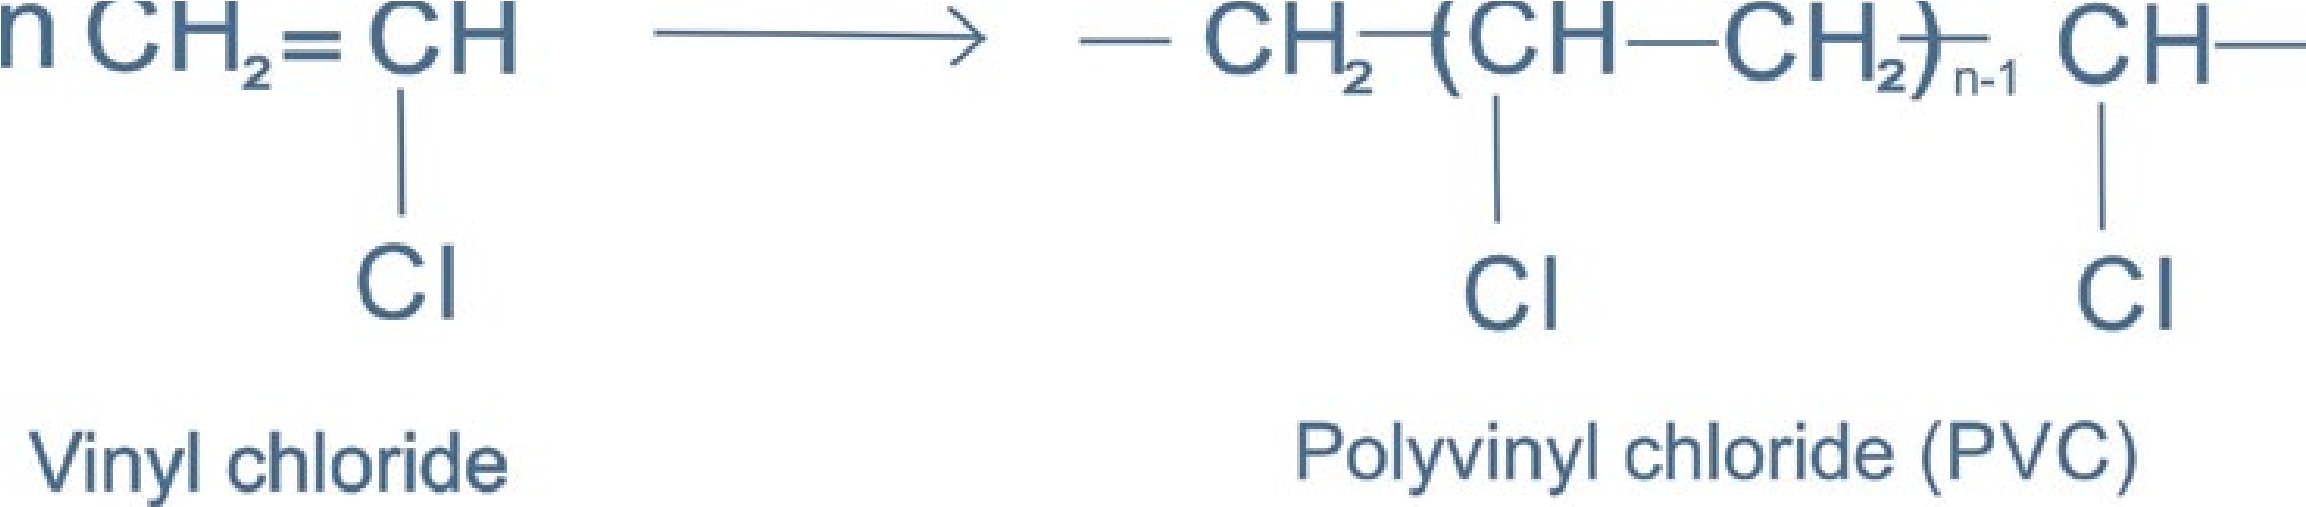 n CH₂=CH → — CH₂—(CH—CH₂)—n-1 CH—
Cl Cl Cl
Vinyl chloride Polyvinyl chloride (PVC)